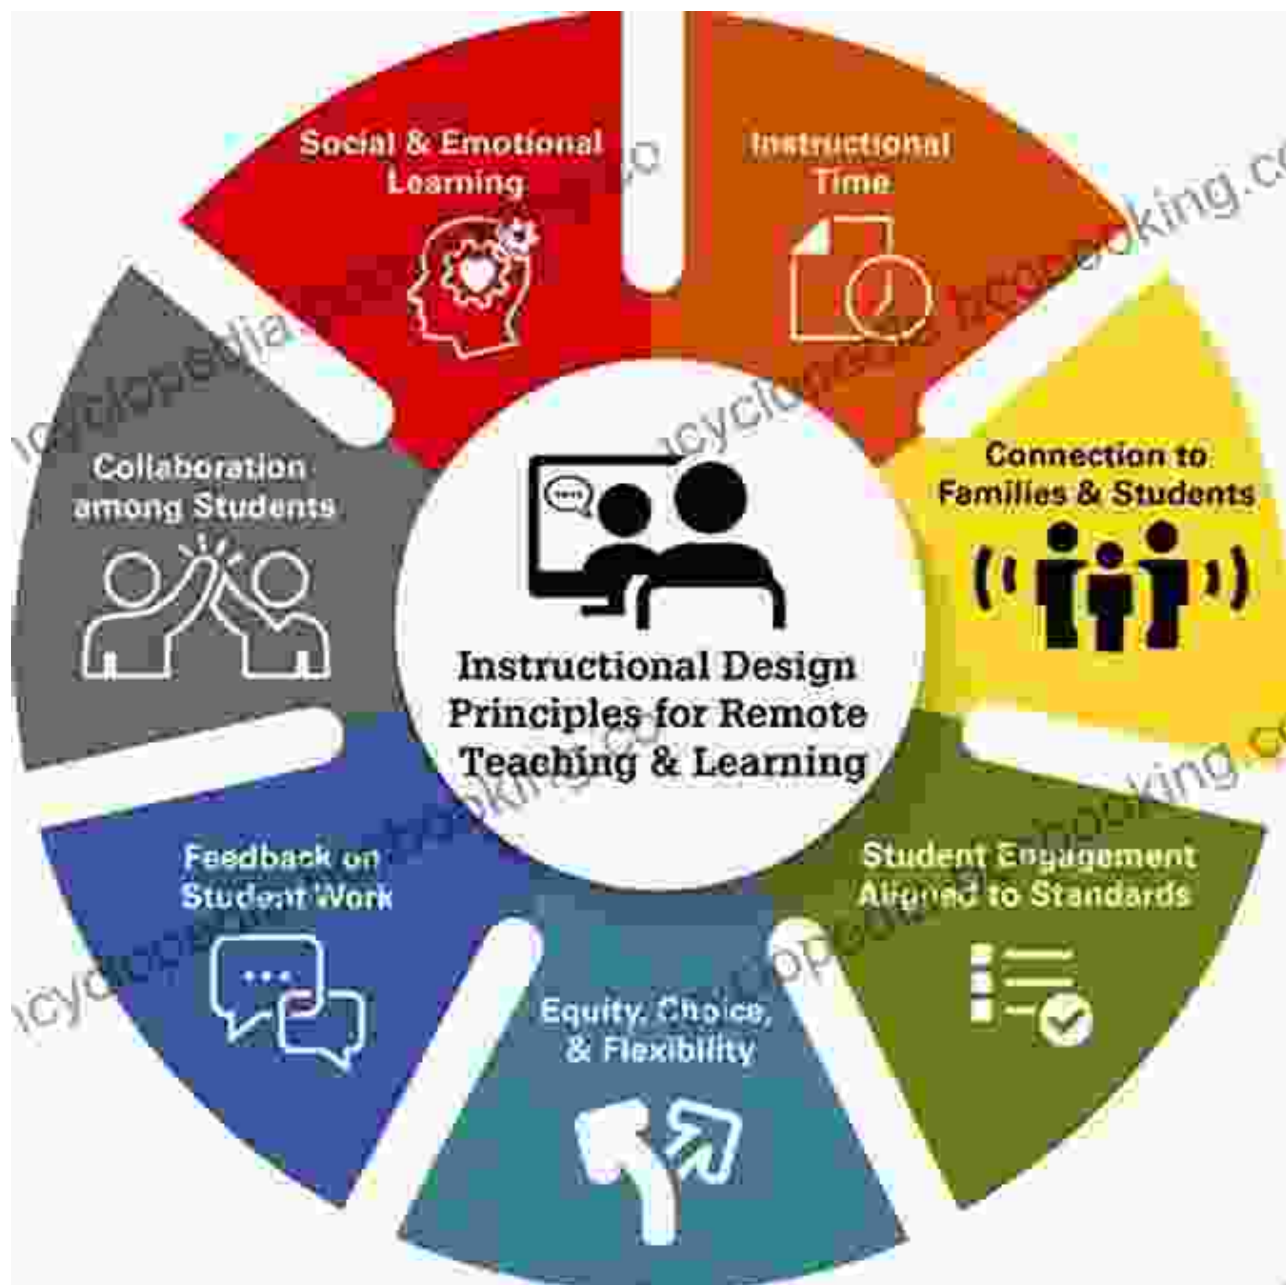 Social & Emotional
Learning
Instructional
Time
Connection to
Families & Students
Student Engagement
Aligned to Standards
Equity, Choice,
& Flexibility
Feedback on
Student Work
Collaboration
among Students
Instructional Design
Principles for Remote
Teaching & Learning